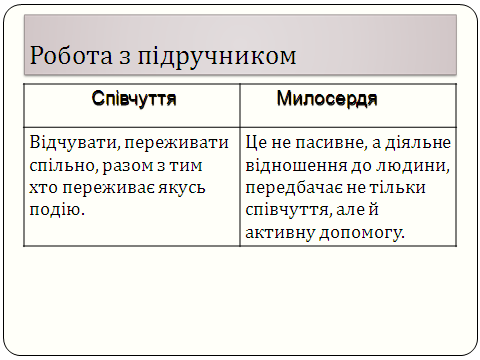 Робота з підручником
Співчуття
Милосердя
Відчувати, переживати
спільно, разом з тим
хто переживає якусь
подію.
Це не пасивне, а діяльне
відношення до людини,
передбачає не тільки
співчуття, але й
активну допомогу.